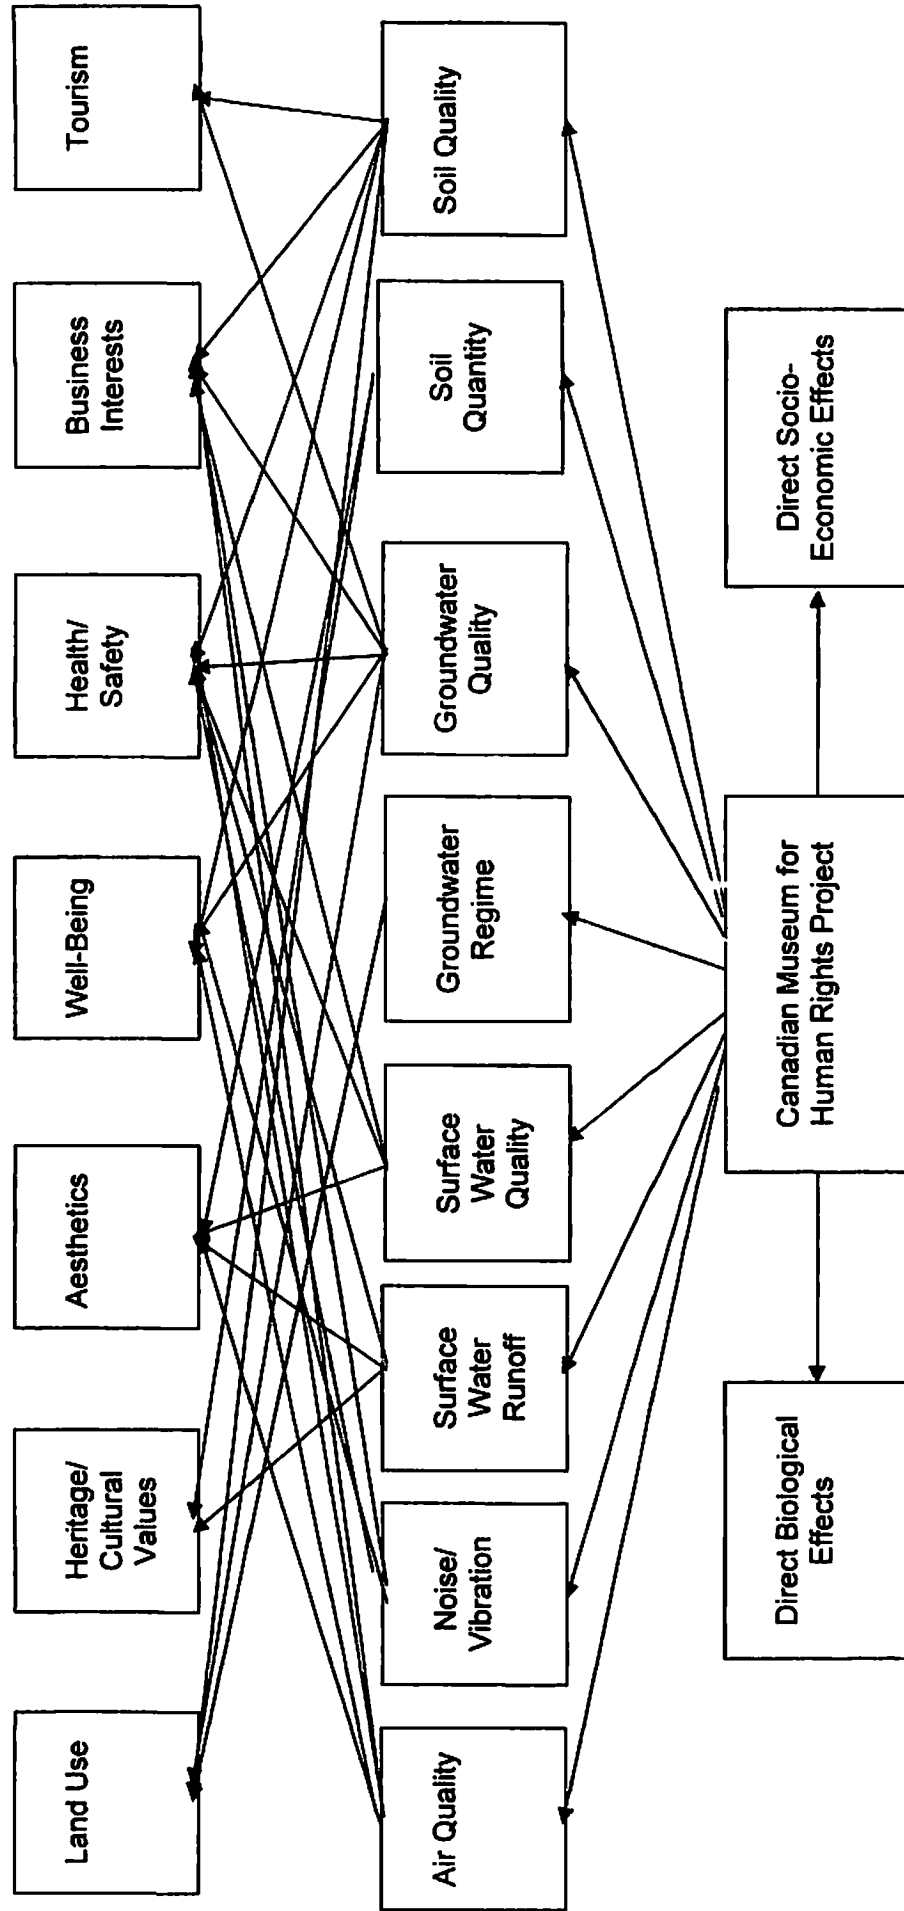 Land Use
Heritage/
Cultural
Values
Aesthetics
Well-Being
Health/
Safety
Business
Interests
Tourism
Air Quality
Noise/
Vibration
Surface
Water
Runoff
Surface
Water
Quality
Groundwater
Regime
Groundwater
Quality
Soil
Quantity
Soil Quality
Direct Biological
Effects
Canadian Museum for
Human Rights Project
Direct Socio-
Economic Effects